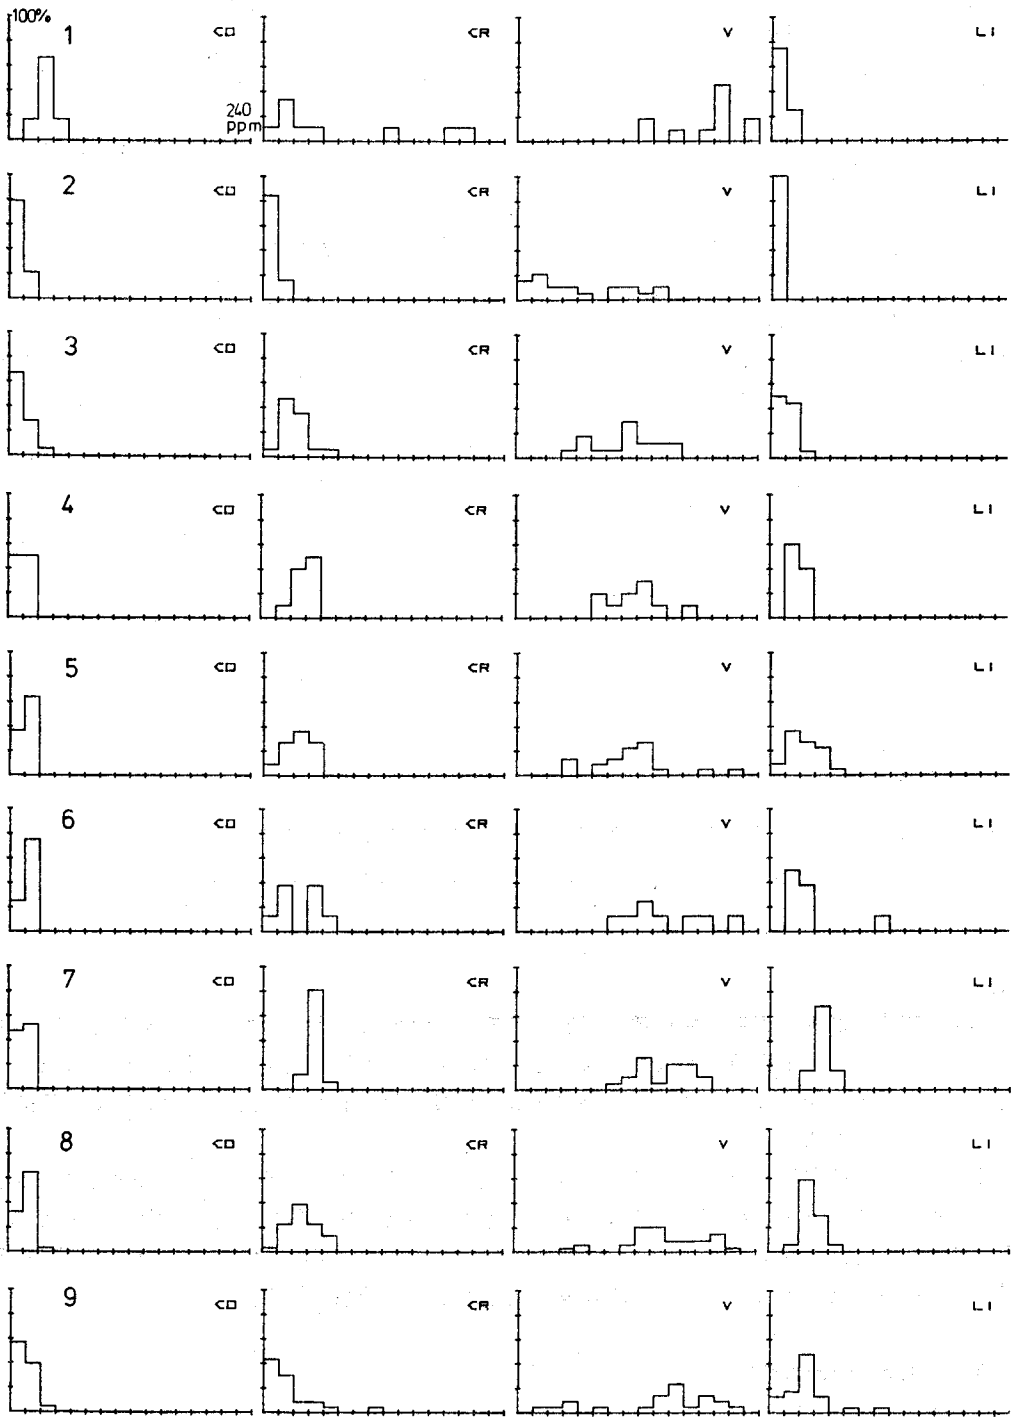 100%
1 CO CR V LI
240
ppm
2 CO CR V LI
3 CO CR V LI
4 CO CR V LI
5 CO CR V LI
6 CO CR V LI
7 CO CR V LI
8 CO CR V LI
9 CO CR V LI